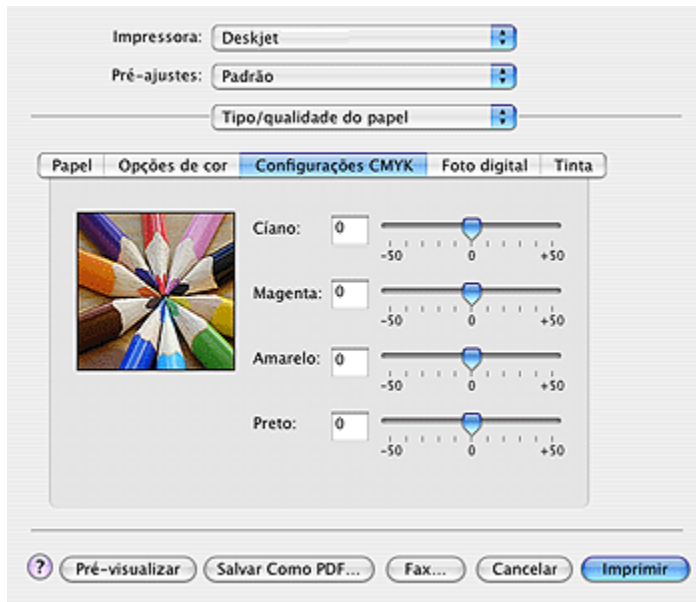 Impressora: Deskjet
Pré-ajustes: Padrão
Tipo/qualidade do papel
Papel Opções de cor Configurações CMYK Foto digital Tinta
Cíano: 0
-50 0 +50
Magenta: 0
-50 0 +50
Amarelo: 0
-50 0 +50
Preto: 0
-50 0 +50
? Pré-visualizar Salvar Como PDF... Fax... Cancelar Imprimir